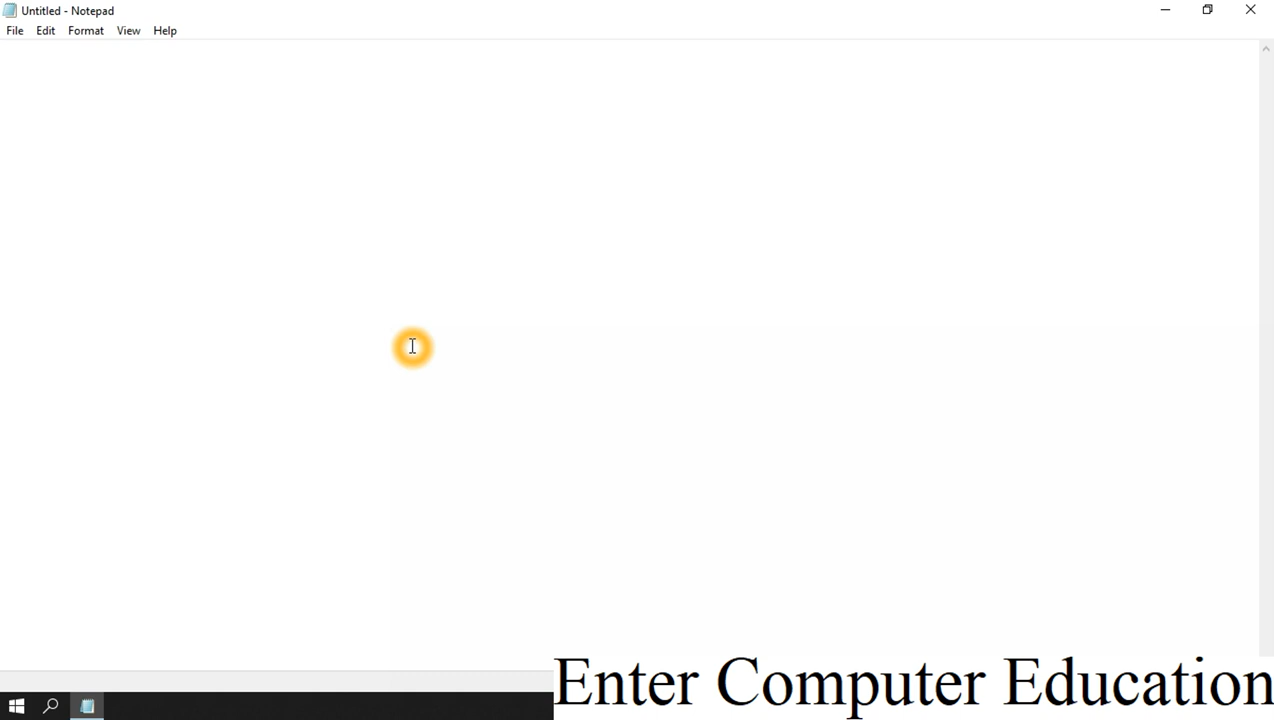 Untitled - Notepad
File Edit Format View Help
Enter Computer Education